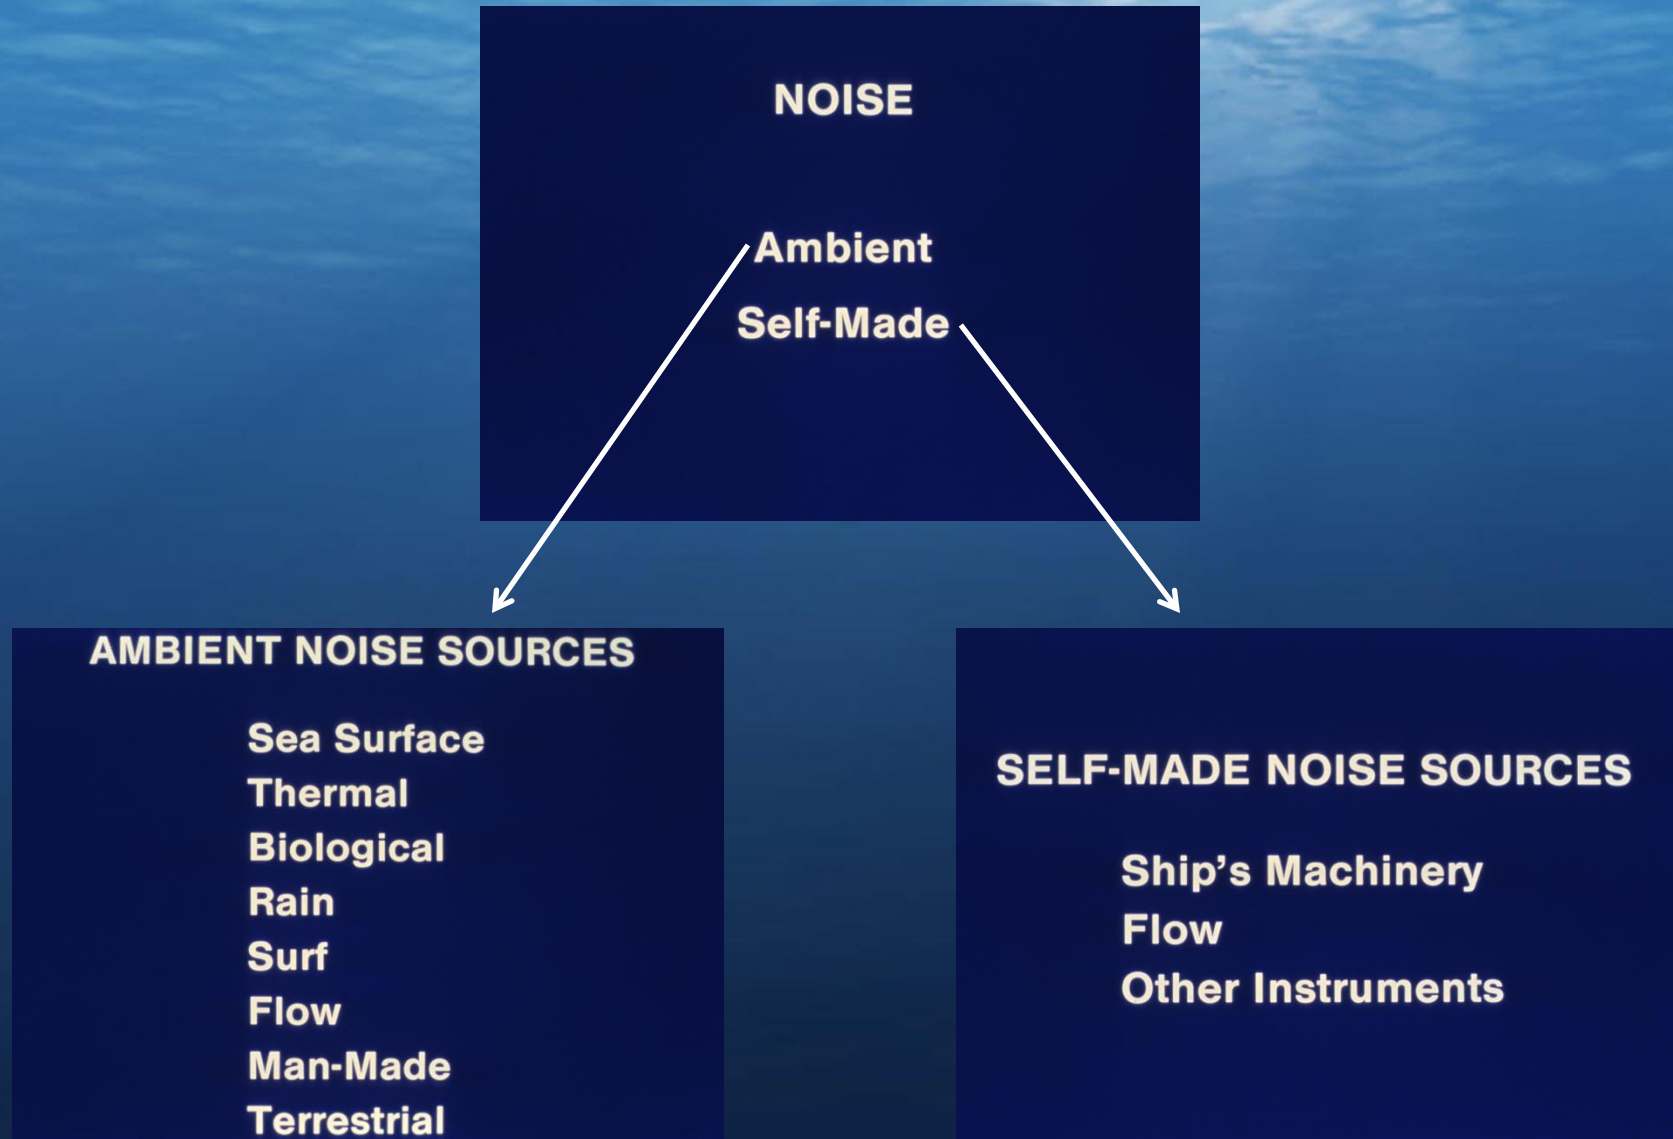 NOISE
Ambient
Self-Made
AMBIENT NOISE SOURCES
Sea Surface
Thermal
Biological
Rain
Surf
Flow
Man-Made
Terrestrial
SELF-MADE NOISE SOURCES
Ship's Machinery
Flow
Other Instruments